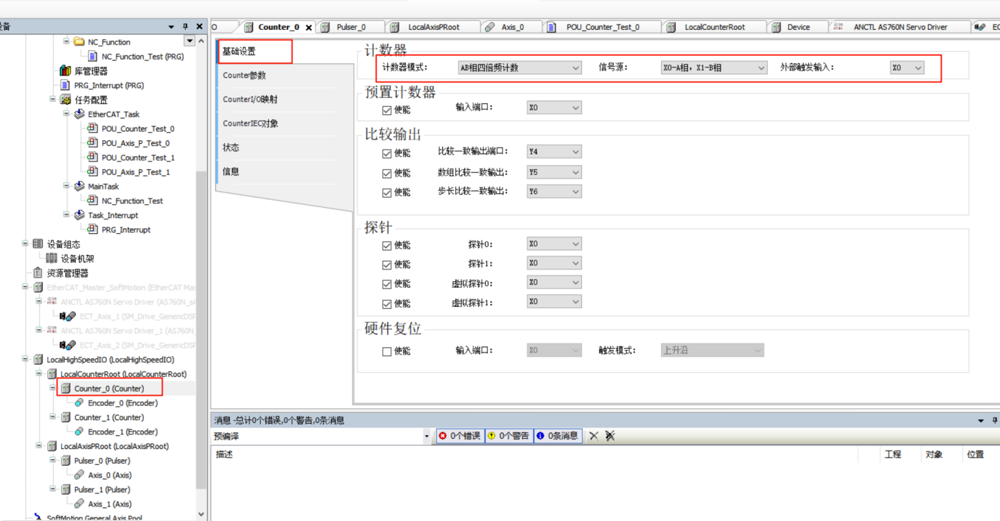 设备
NC_Function
NC_Function_Test (PRG)
库管理器
PRG_Interrupt (PRG)
任务配置
EtherCAT_Task
POU_Counter_Test_0
POU_Axis_P_Test_0
POU_Counter_Test_1
POU_Axis_P_Test_1
MainTask
NC_Function_Test
Task_Interrupt
PRG_Interrupt
设备组态
设备机架
资源管理器
EtherCAT_Master_SoftMotion (EtherCAT Mas
ANCTL AS760N Servo Driver (AS760N_sA
ECT_Axis_1 (SM_Drive_GenericDSP
ANCTL AS760N Servo Driver_1 (AS760N_
ECT_Axis_2 (SM_Drive_GenericDSP
LocalHighSpeedIO (LocalHighSpeedIO)
LocalCounterRoot (LocalCounterRoot)
Counter_0 (Counter)
Encoder_0 (Encoder)
Counter_1 (Counter)
Encoder_1 (Encoder)
LocalAxisPRoot (LocalAxisPRoot)
Pulser_0 (Pulser)
Axis_0 (Axis)
Pulser_1 (Pulser)
Axis_1 (Axis)
SoftMotion General Axis Pool
O Counter_0 Pulser_0 LocalAxisPRoot Axis_0 POU_Counter_Test_0 LocalCounterRoot Device ANCTL AS760N Servo Driver EC
基础设置
Counter参数
CounterI/O映射
CounterIEC对象
状态
信息
计数器
计数器模式: AB相四倍频计数 信号源: X0-A相, X1-B相 外部触发输入: X0
预置计数器
使能 输入端口: X0
比较输出
使能 比较一致输出端口: Y4
使能 数组比较一致输出: Y5
使能 步长比较一致输出: Y6
探针
使能 探针0: X0
使能 探针1: X0
使能 虚拟探针0: X0
使能 虚拟探针1: X0
硬件复位
使能 输入端口: X0 触发模式: 上升沿
消息 -总计0个错误,0个警告,0条消息
预编译 0个错误 0个警告 0条消息
描述 工程 对象 位置